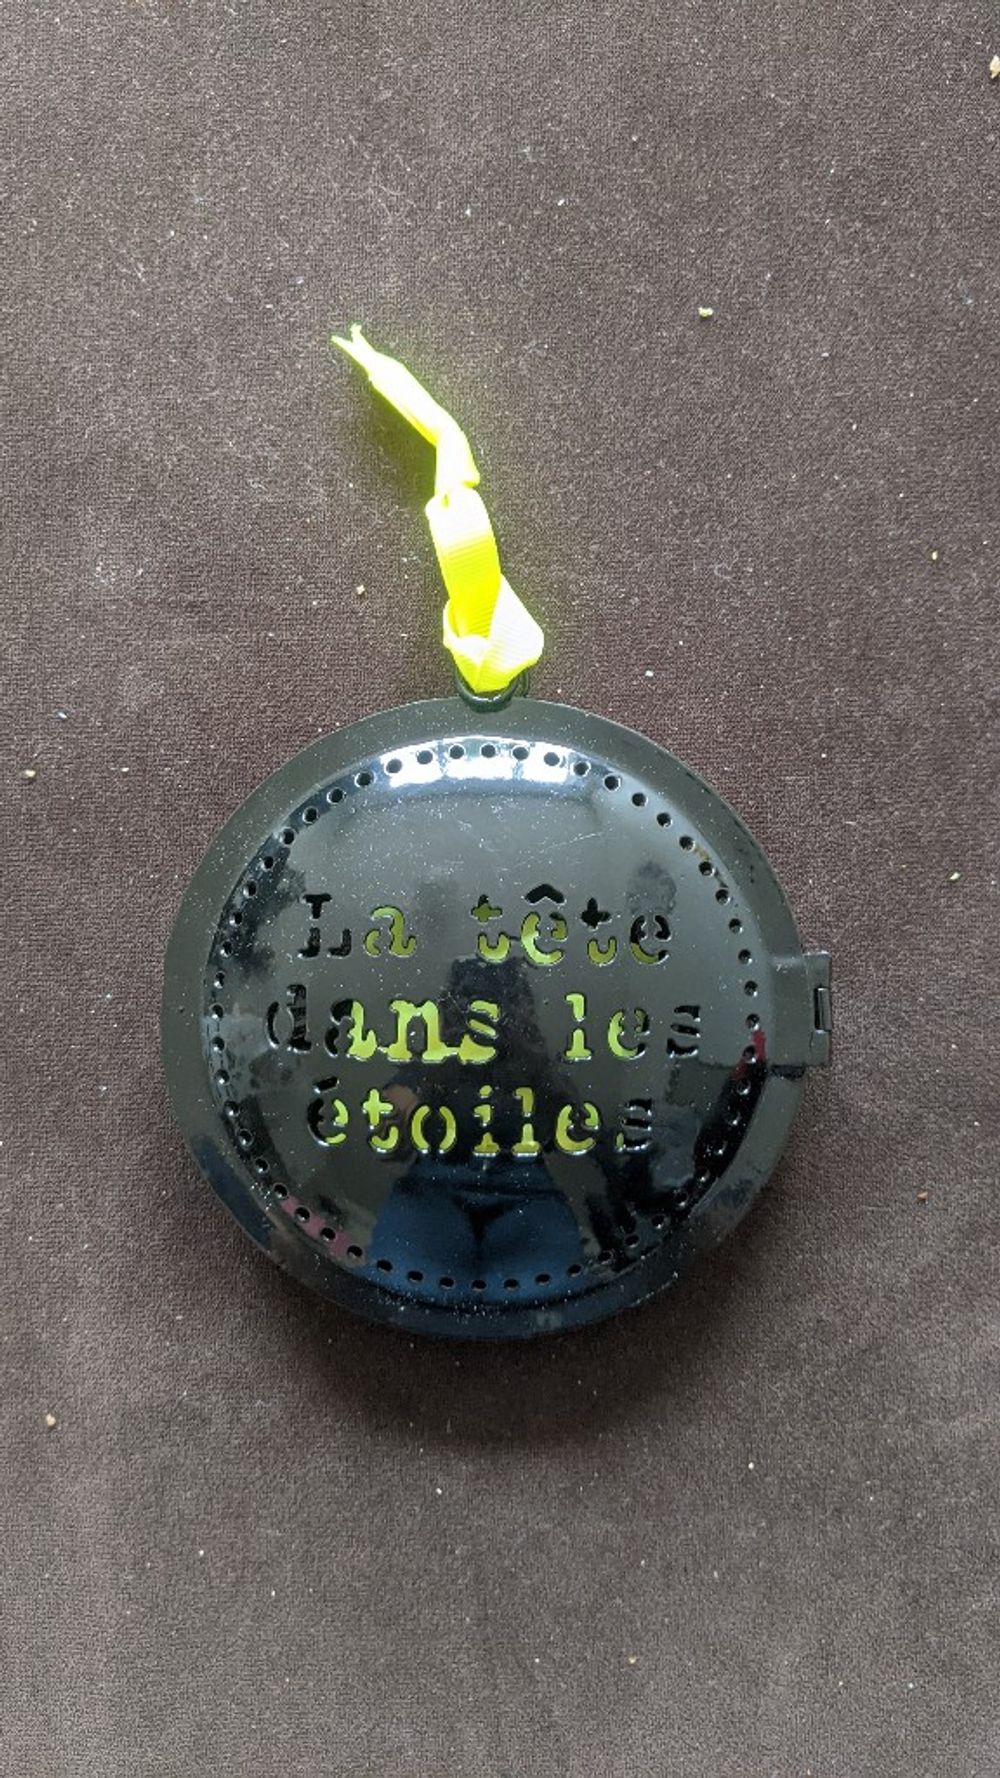 La tête
dans les
étoiles